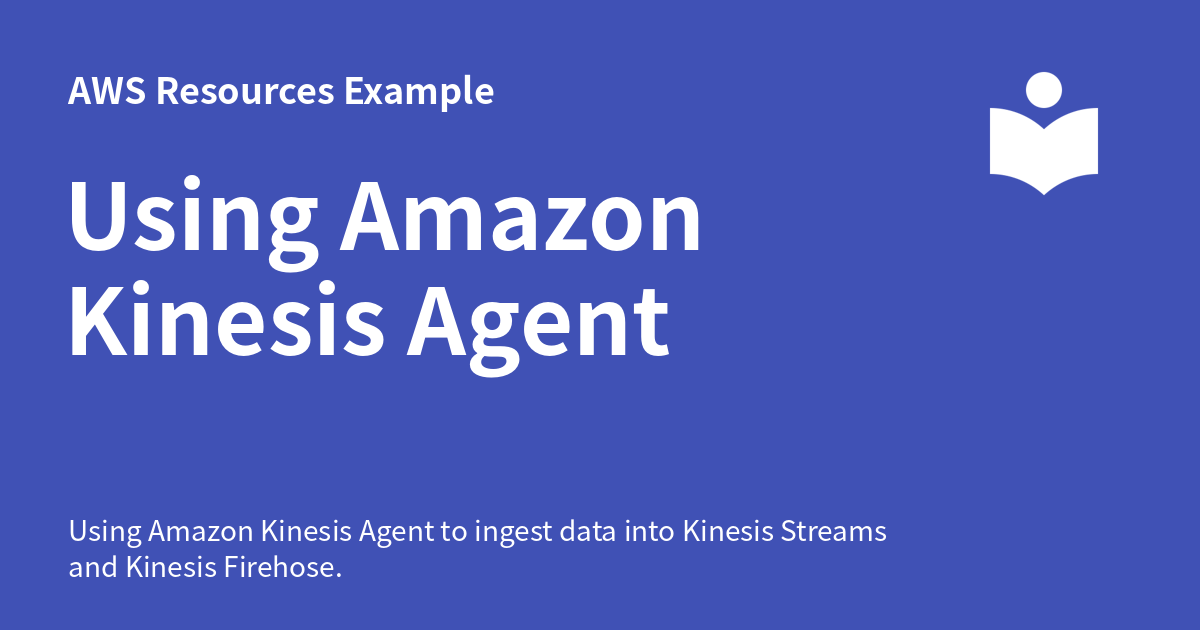 AWS Resources Example
Using Amazon
Kinesis Agent
Using Amazon Kinesis Agent to ingest data into Kinesis Streams
and Kinesis Firehose.